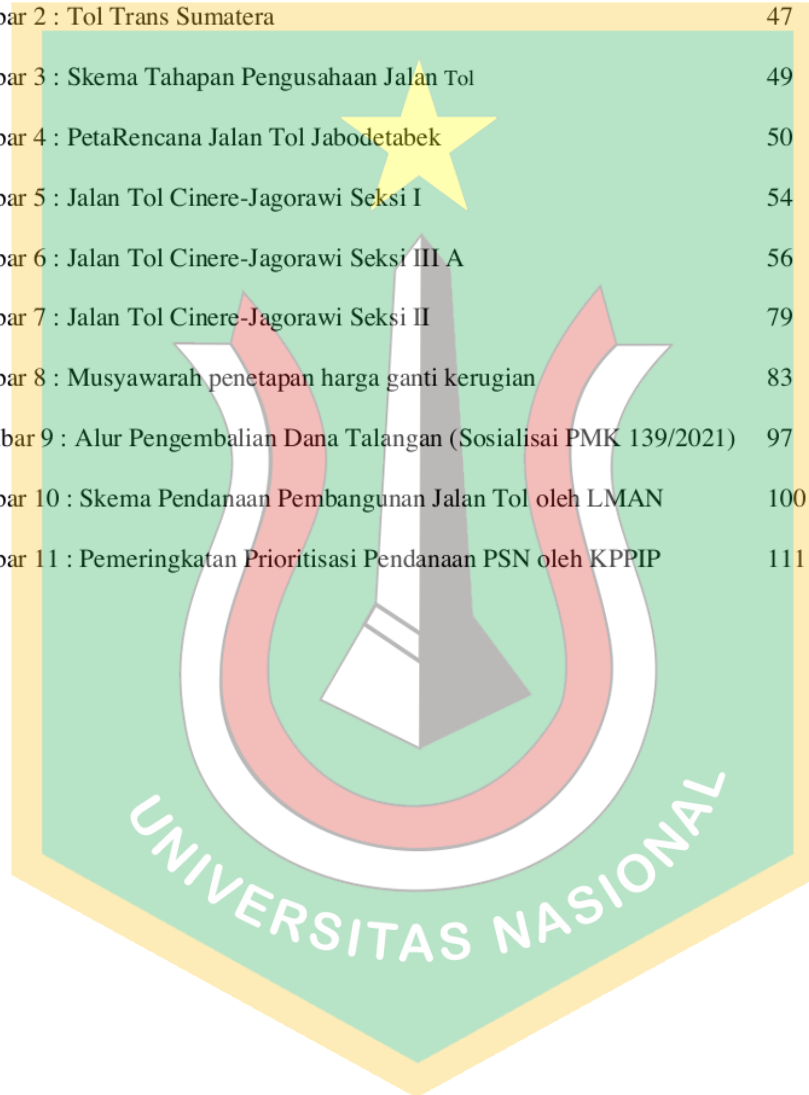 bar 2 : Tol Trans Sumatera 47
bar 3 : Skema Tahapan Pengusahaan Jalan Tol 49
bar 4 : PetaRencana Jalan Tol Jabodetabek 50
bar 5 : Jalan Tol Cinere-Jagorawi Seksi I 54
bar 6 : Jalan Tol Cinere-Jagorawi Seksi III A 56
bar 7 : Jalan Tol Cinere-Jagorawi Seksi II 79
bar 8 : Musyawarah penetapan harga ganti kerugian 83
bar 9 : Alur Pengembalian Dana Talangan (Sosialisai PMK 139/2021) 97
bar 10 : Skema Pendanaan Pembangunan Jalan Tol oleh LMAN 100
bar 11 : Pemeringkatan Prioritisasi Pendanaan PSN oleh KPPIP 111
UNIVERSITAS NASIONAL